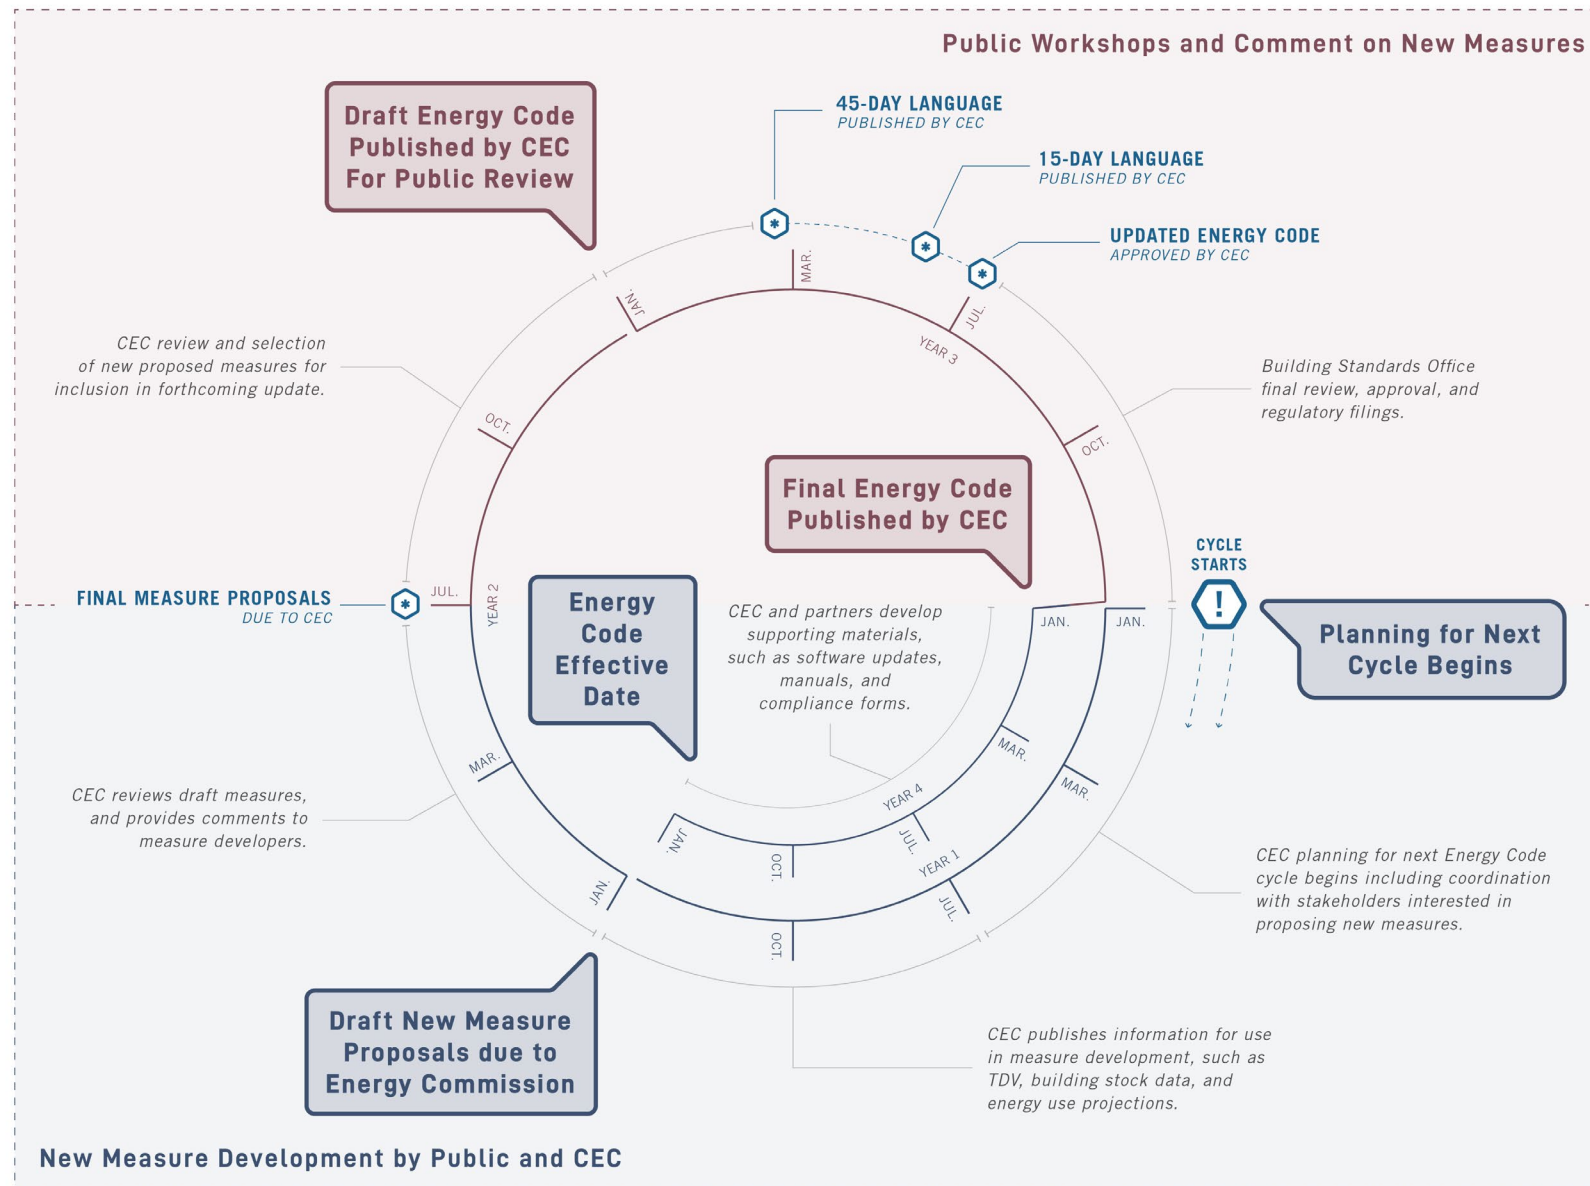 Public Workshops and Comment on New Measures
Draft Energy Code
Published by CEC
For Public Review
45-DAY LANGUAGE
PUBLISHED BY CEC
15-DAY LANGUAGE
PUBLISHED BY CEC
UPDATED ENERGY CODE
APPROVED BY CEC
MAR.
JAN.
JUL.
YEAR 3
CEC review and selection
of new proposed measures for
inclusion in forthcoming update.
Building Standards Office
final review, approval, and
regulatory filings.
OCT.
OCT.
Final Energy Code
Published by CEC
CYCLE
STARTS
!
FINAL MEASURE PROPOSALS
DUE TO CEC
JUL.
YEAR 2
Energy
Code
Effective
Date
CEC and partners develop
supporting materials,
such as software updates,
manuals, and
compliance forms.
JAN.
JAN.
Planning for Next
Cycle Begins
MAR.
MAR.
MAR.
YEAR 4
JAN.
OCT.
JUL.
YEAR 1
CEC reviews draft measures,
and provides comments to
measure developers.
JAN.
OCT.
JUL.
CEC planning for next Energy Code
cycle begins including coordination
with stakeholders interested in
proposing new measures.
Draft New Measure
Proposals due to
Energy Commission
CEC publishes information for use
in measure development, such as
TDV, building stock data, and
energy use projections.
New Measure Development by Public and CEC